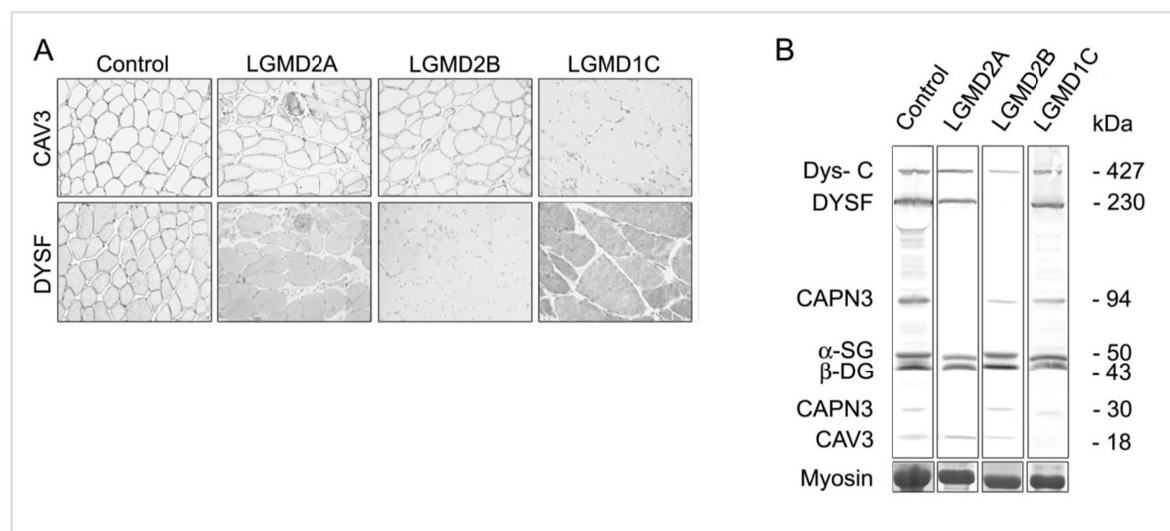 A
Control LGMD2A LGMD2B LGMD1C
CAV3
DYSF
B
Control LGMD2A LGMD2B LGMD1C
kDa
Dys- C - 427
DYSF - 230
CAPN3 - 94
α-SG - 50
β-DG - 43
CAPN3 - 30
CAV3 - 18
Myosin